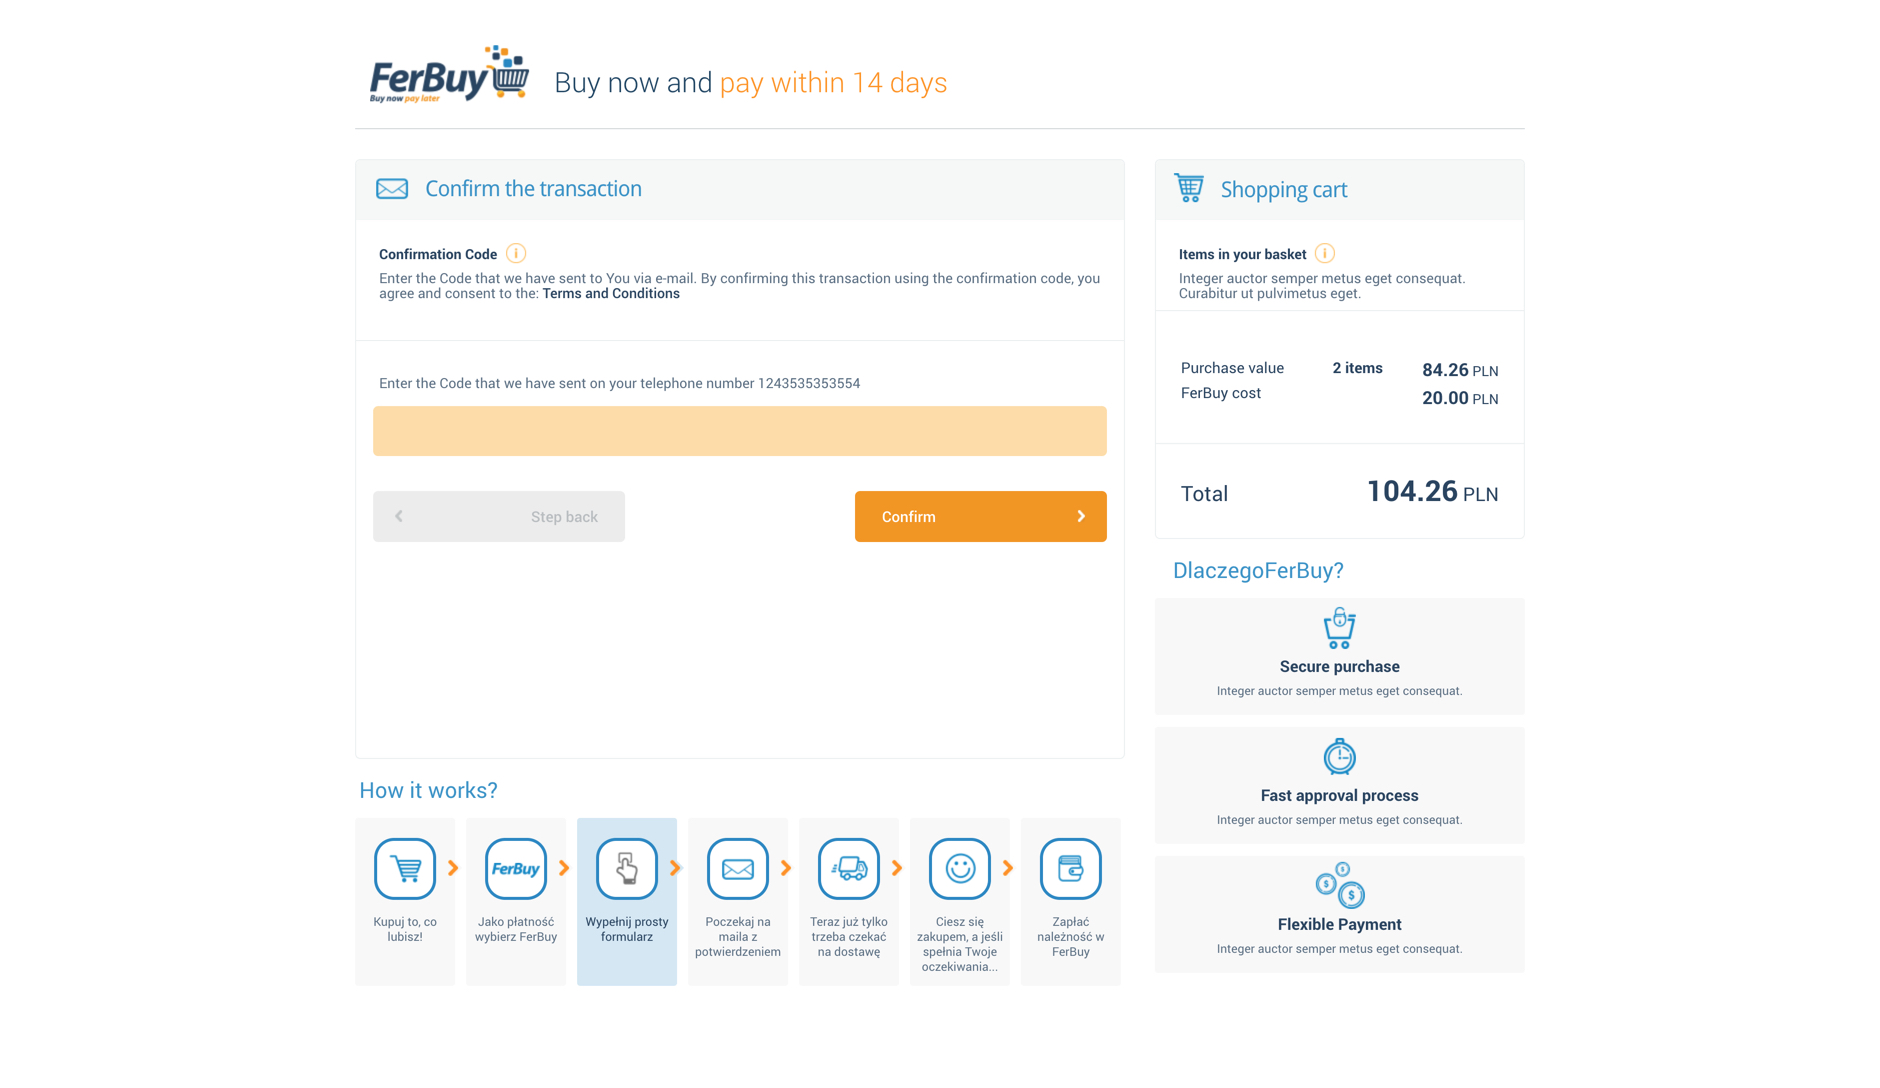 FerBuy
Buy now pay later
Buy now and pay within 14 days
Confirm the transaction
Confirmation Code
Enter the Code that we have sent to You via e-mail. By confirming this transaction using the confirmation code, you
agree and consent to the: Terms and Conditions
Enter the Code that we have sent on your telephone number 1243535353554
Step back
Confirm
Shopping cart
Items in your basket
Integer auctor semper metus eget consequat.
Curabitur ut pulvimetus eget.
Purchase value 2 items 84.26 PLN
FerBuy cost 20.00 PLN
Total 104.26 PLN
DlaczegoFerBuy?
Secure purchase
Integer auctor semper metus eget consequat.
Fast approval process
Integer auctor semper metus eget consequat.
Flexible Payment
Integer auctor semper metus eget consequat.
How it works?
Kupuj to, co
lubisz!
FerBuy
Jako płatność
wybierz FerBuy
Wypełnij prosty
formularz
Poczekaj na
maila z
potwierdzeniem
Teraz już tylko
trzeba czekać
na dostawę
Ciesz się
zakupem, a jeśli
spełnia Twoje
oczekiwania...
Zapłać
należność w
FerBuy